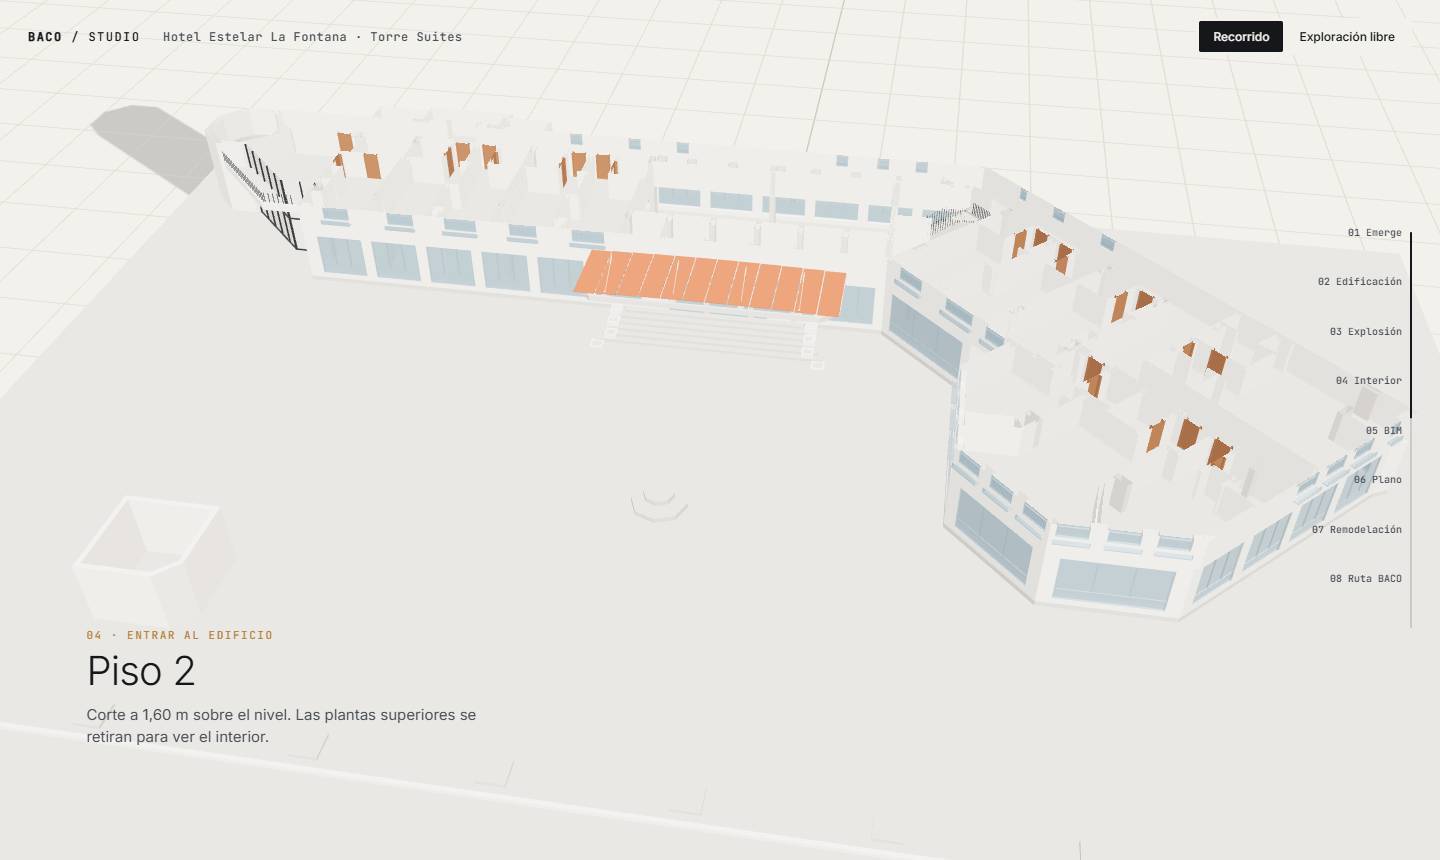 BACO / STUDIO Hotel Estelar La Fontana · Torre Suites
Recorrido Exploración libre
01 Emerge
02 Edificación
03 Explosión
04 Interior
05 BIM
06 Plano
07 Remodelación
08 Ruta BACO
04 · ENTRAR AL EDIFICIO
Piso 2
Corte a 1,60 m sobre el nivel. Las plantas superiores se
retiran para ver el interior.